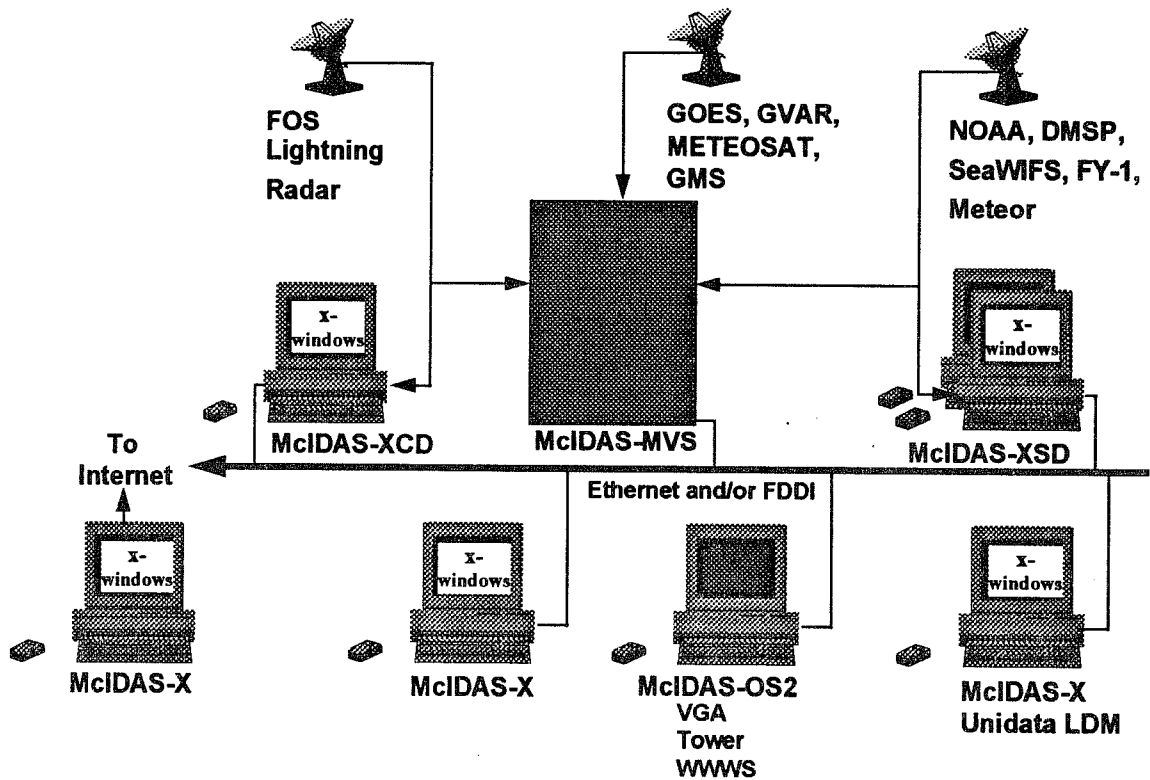 FOS
Lightning
Radar
GOES, GVAR,
METEOSAT,
GMS
NOAA, DMSP,
SeaWIFS, FY-1,
Meteor
x-
windows
McIDAS-XCD
McIDAS-MVS
x-
windows
McIDAS-XSD
To
Internet
Ethernet and/or FDDI
x-
windows
McIDAS-X
x-
windows
McIDAS-X
McIDAS-OS2
VGA
Tower
WWWS
x-
windows
McIDAS-X
Unidata LDM